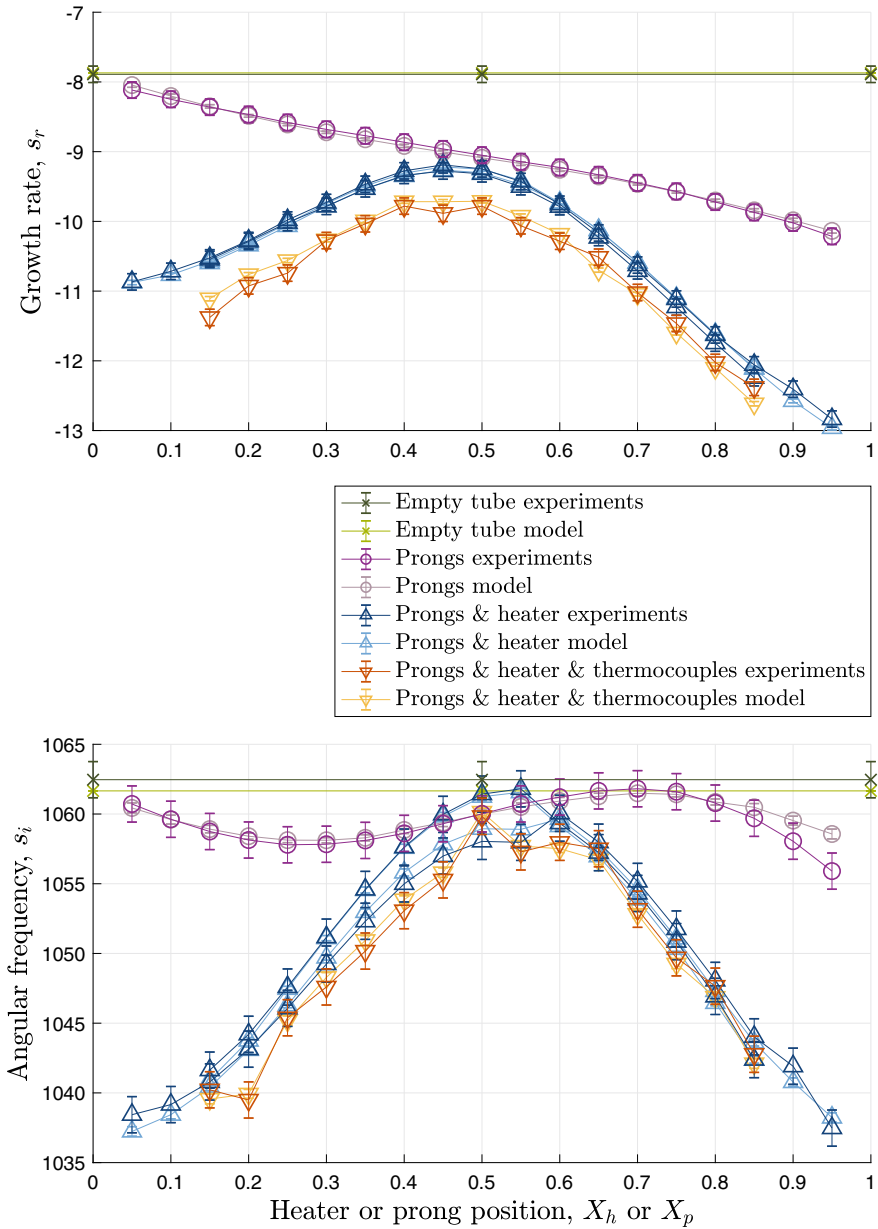 -7
-8
-9
-10
-11
-12
-13
Growth rate, s_r
0 0.1 0.2 0.3 0.4 0.5 0.6 0.7 0.8 0.9 1
Empty tube experiments
Empty tube model
Prongs experiments
Prongs model
Prongs & heater experiments
Prongs & heater model
Prongs & heater & thermocouples experiments
Prongs & heater & thermocouples model
1065
1060
1055
1050
1045
1040
1035
Angular frequency, s_i
0 0.1 0.2 0.3 0.4 0.5 0.6 0.7 0.8 0.9 1
Heater or prong position, X_h or X_p